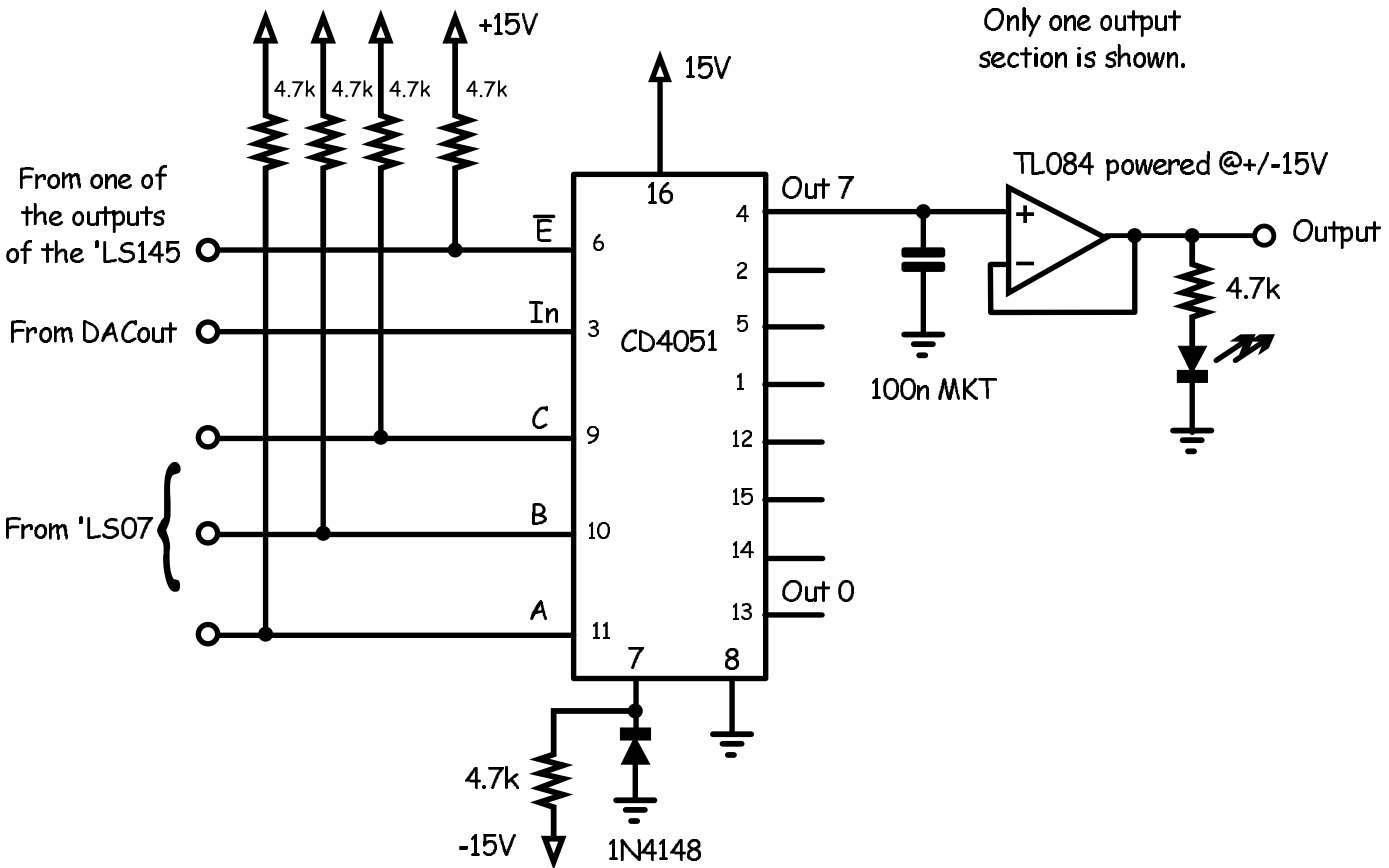 Only one output
section is shown.
+15V
4.7k 4.7k 4.7k 4.7k
15V
TL084 powered @+/-15V
From one of
the outputs
of the 'LS145
E
6
16
4
Out 7
Output
From DACout
In
3
CD4051
2
5
1
12
15
14
13
Out 0
4.7k
100n MKT
C
9
From 'LS07
B
10
A
11
7
8
4.7k
-15V
1N4148
+
−